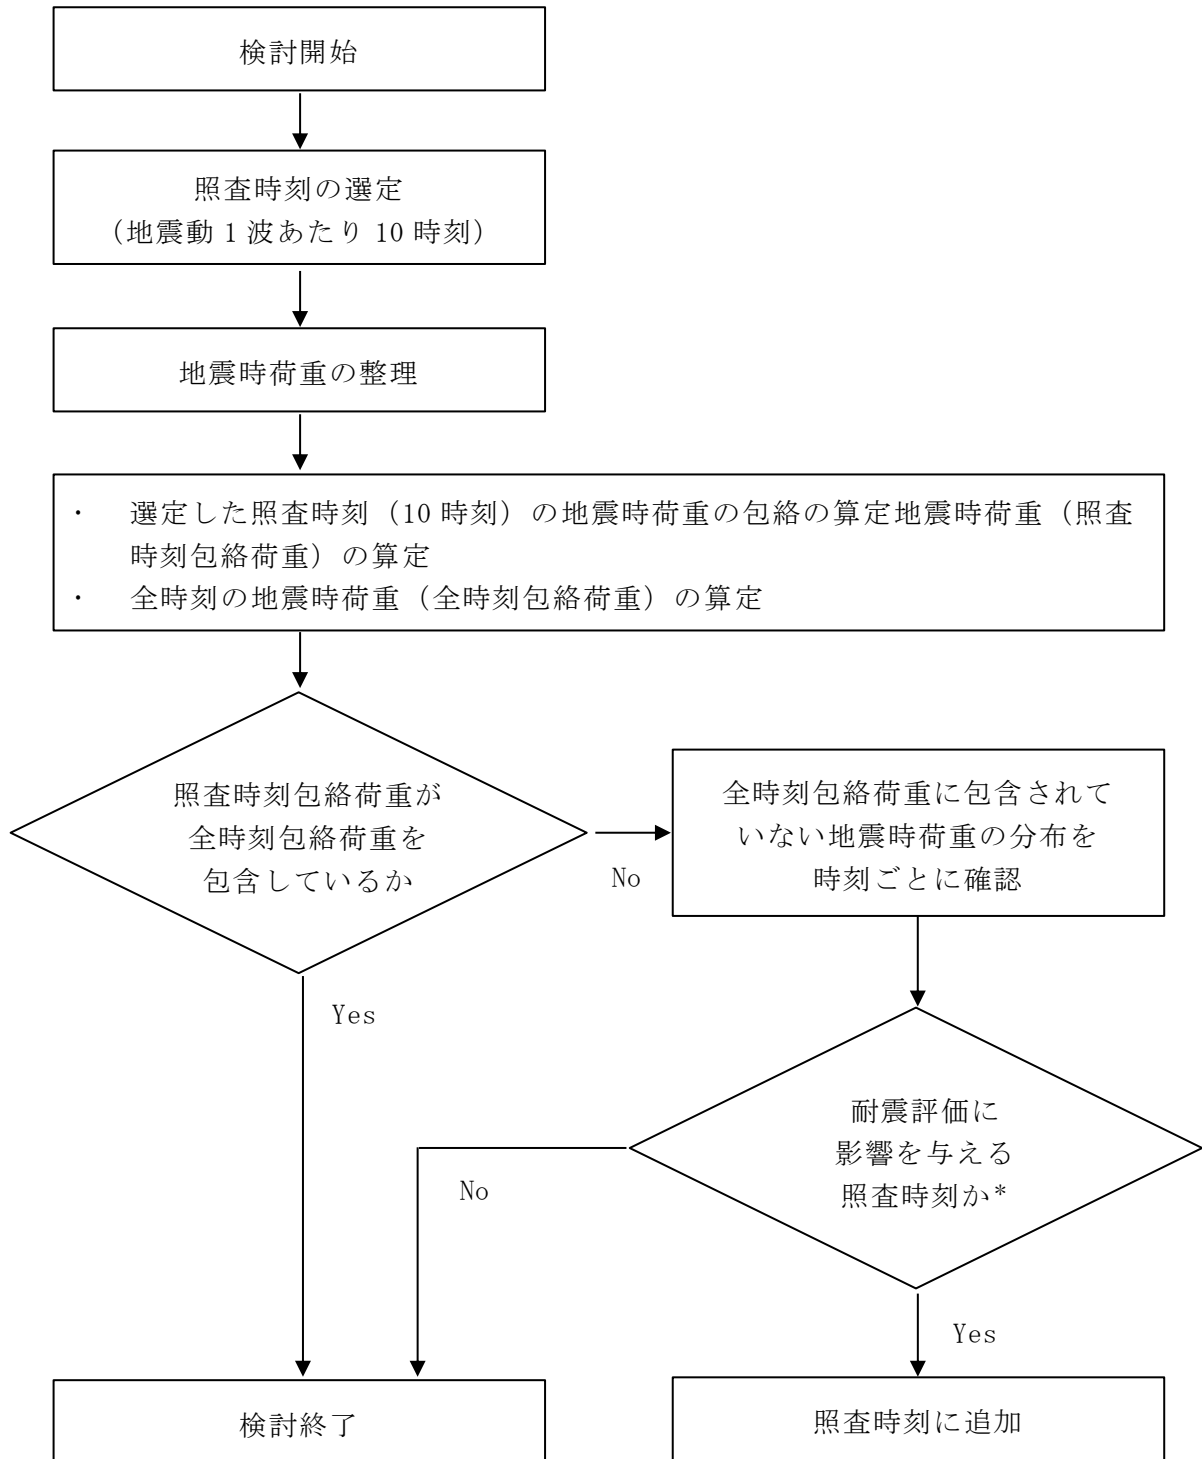 検討開始
照査時刻の選定
（地震動 1 波あたり 10 時刻）
地震時荷重の整理
・ 選定した照査時刻（10 時刻）の地震時荷重の包絡の算定地震時荷重（照査
時刻包絡荷重）の算定
・ 全時刻の地震時荷重（全時刻包絡荷重）の算定
照査時刻包絡荷重が
全時刻包絡荷重を
包含しているか
No
全時刻包絡荷重に包含されて
いない地震時荷重の分布を
時刻ごとに確認
Yes
耐震評価に
影響を与える
照査時刻か*
No
Yes
検討終了
照査時刻に追加